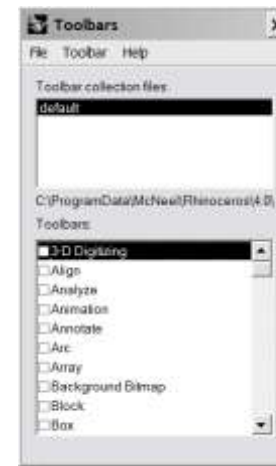 Toolbars
File Toolbar Help
Toolbar collection files:
default
C:\ProgramData\McNeel\Rhinoceros\4.0\
Toolbars:
3-D Digitizing
Align
Analyze
Animation
Annotate
Arc
Array
Background Bitmap
Block
Box